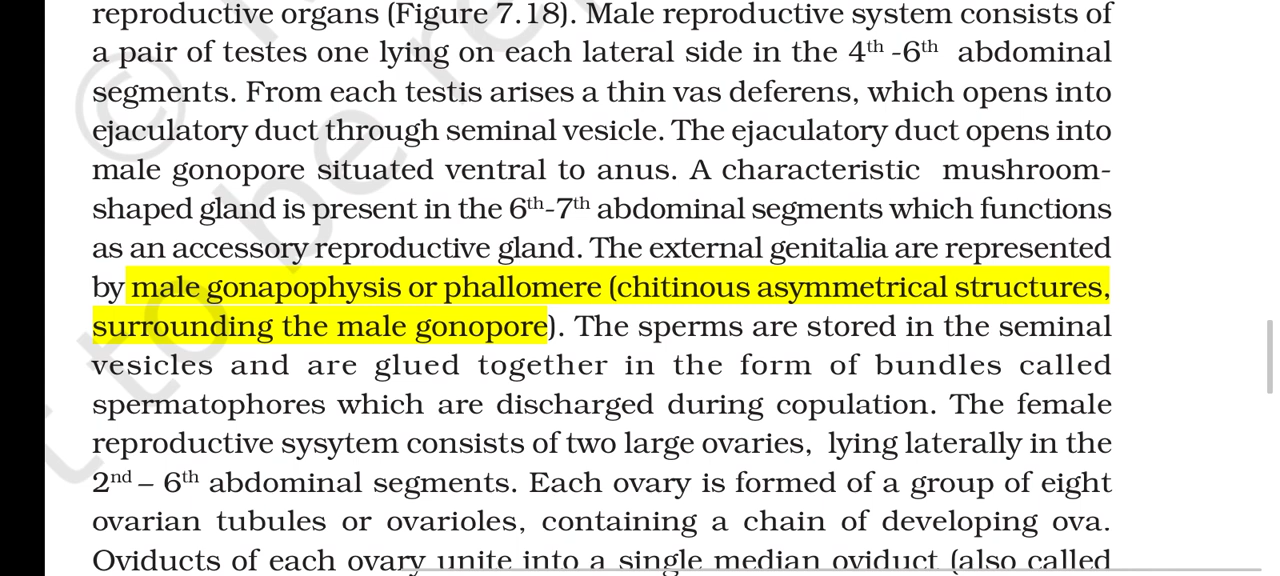 reproductive organs (Figure 7.18). Male reproductive system consists of
a pair of testes one lying on each lateral side in the 4th -6th abdominal
segments. From each testis arises a thin vas deferens, which opens into
ejaculatory duct through seminal vesicle. The ejaculatory duct opens into
male gonopore situated ventral to anus. A characteristic mushroom-
shaped gland is present in the 6th-7th abdominal segments which functions
as an accessory reproductive gland. The external genitalia are represented
by male gonapophysis or phallomere (chitinous asymmetrical structures,
surrounding the male gonopore). The sperms are stored in the seminal
vesicles and are glued together in the form of bundles called
spermatophores which are discharged during copulation. The female
reproductive sysytem consists of two large ovaries, lying laterally in the
2nd – 6th abdominal segments. Each ovary is formed of a group of eight
ovarian tubules or ovarioles, containing a chain of developing ova.
Oviducts of each ovary unite into a single median oviduct (also called